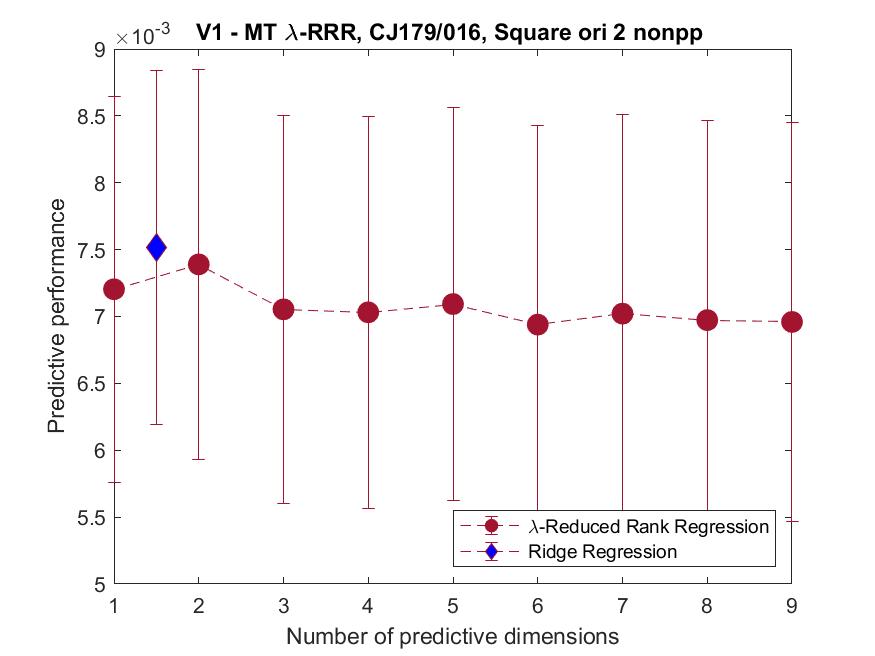 ×10⁻³
V1 - MT λ-RRR, CJ179/016, Square ori 2 nonpp
9
8.5
8
7.5
7
6.5
6
5.5
5
Predictive performance
λ-Reduced Rank Regression
Ridge Regression
1 2 3 4 5 6 7 8 9
Number of predictive dimensions